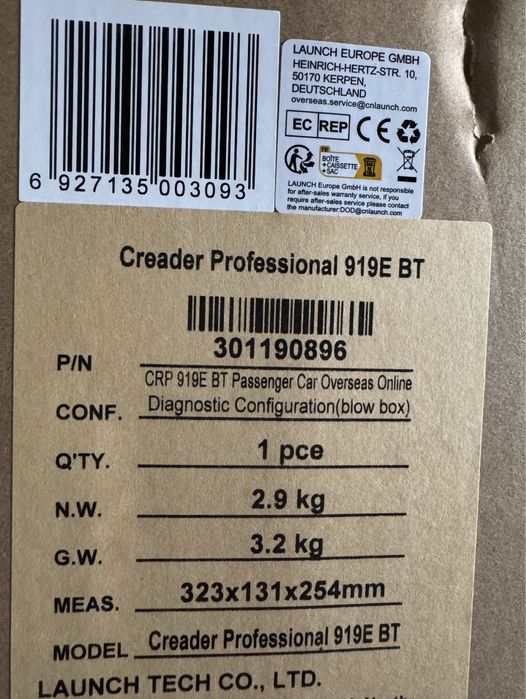 6 927135 003093
LAUNCH EUROPE GMBH
HEINRICH-HERTZ-STR. 10,
50170 KERPEN,
DEUTSCHLAND
overseas.service@cnlaunch.com
EC REP CE
FR
BOÎTE
+CAISSETTE
+SAC
LAUNCH Europe GmbH is not responsible
for after-sales warranty service, if you
require after-sales service please contact
the manufacturer:DOD@cnlaunch.com
Creader Professional 919E BT
301190896
P/N
CRP 919E BT Passenger Car Overseas Online
CONF. Diagnostic Configuration(blow box)
Q'TY. 1 pce
N.W. 2.9 kg
G.W. 3.2 kg
MEAS. 323x131x254mm
MODEL Creader Professional 919E BT
LAUNCH TECH CO., LTD.